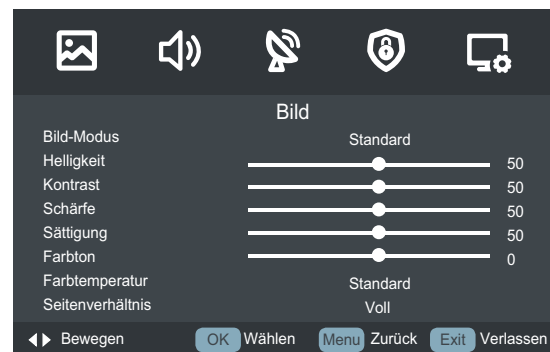 Bild
Bild-Modus Standard
Helligkeit 50
Kontrast 50
Schärfe 50
Sättigung 50
Farbton 0
Farbtemperatur Standard
Seitenverhältnis Voll
Bewegen OK Wählen Menu Zurück Exit Verlassen